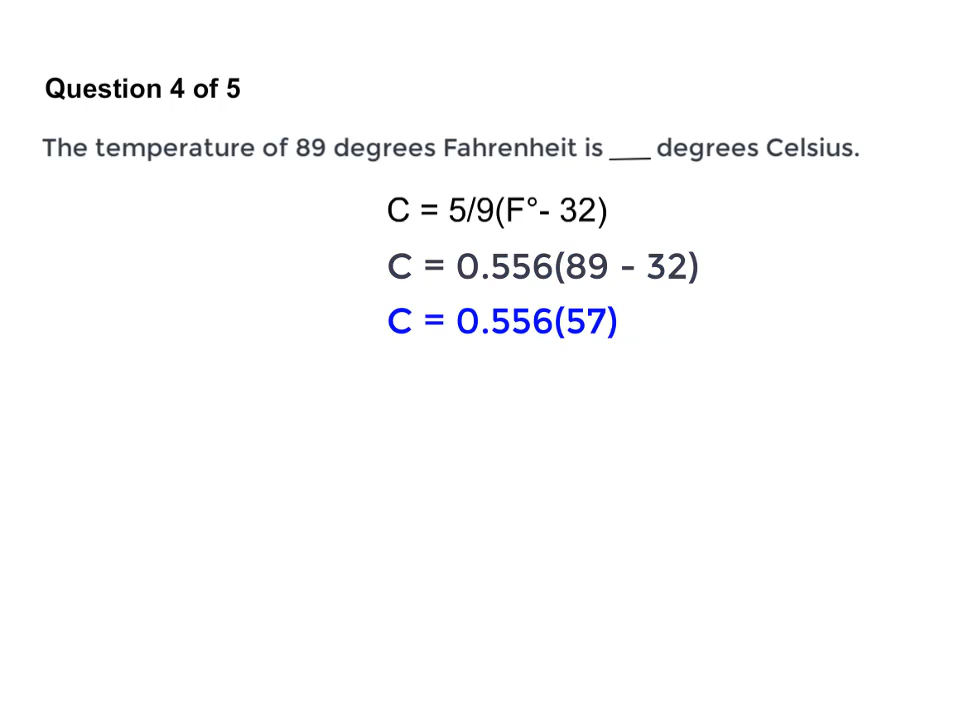 Question 4 of 5
The temperature of 89 degrees Fahrenheit is ___ degrees Celsius.
C = 5/9(F°- 32)
C = 0.556(89 - 32)
C = 0.556(57)